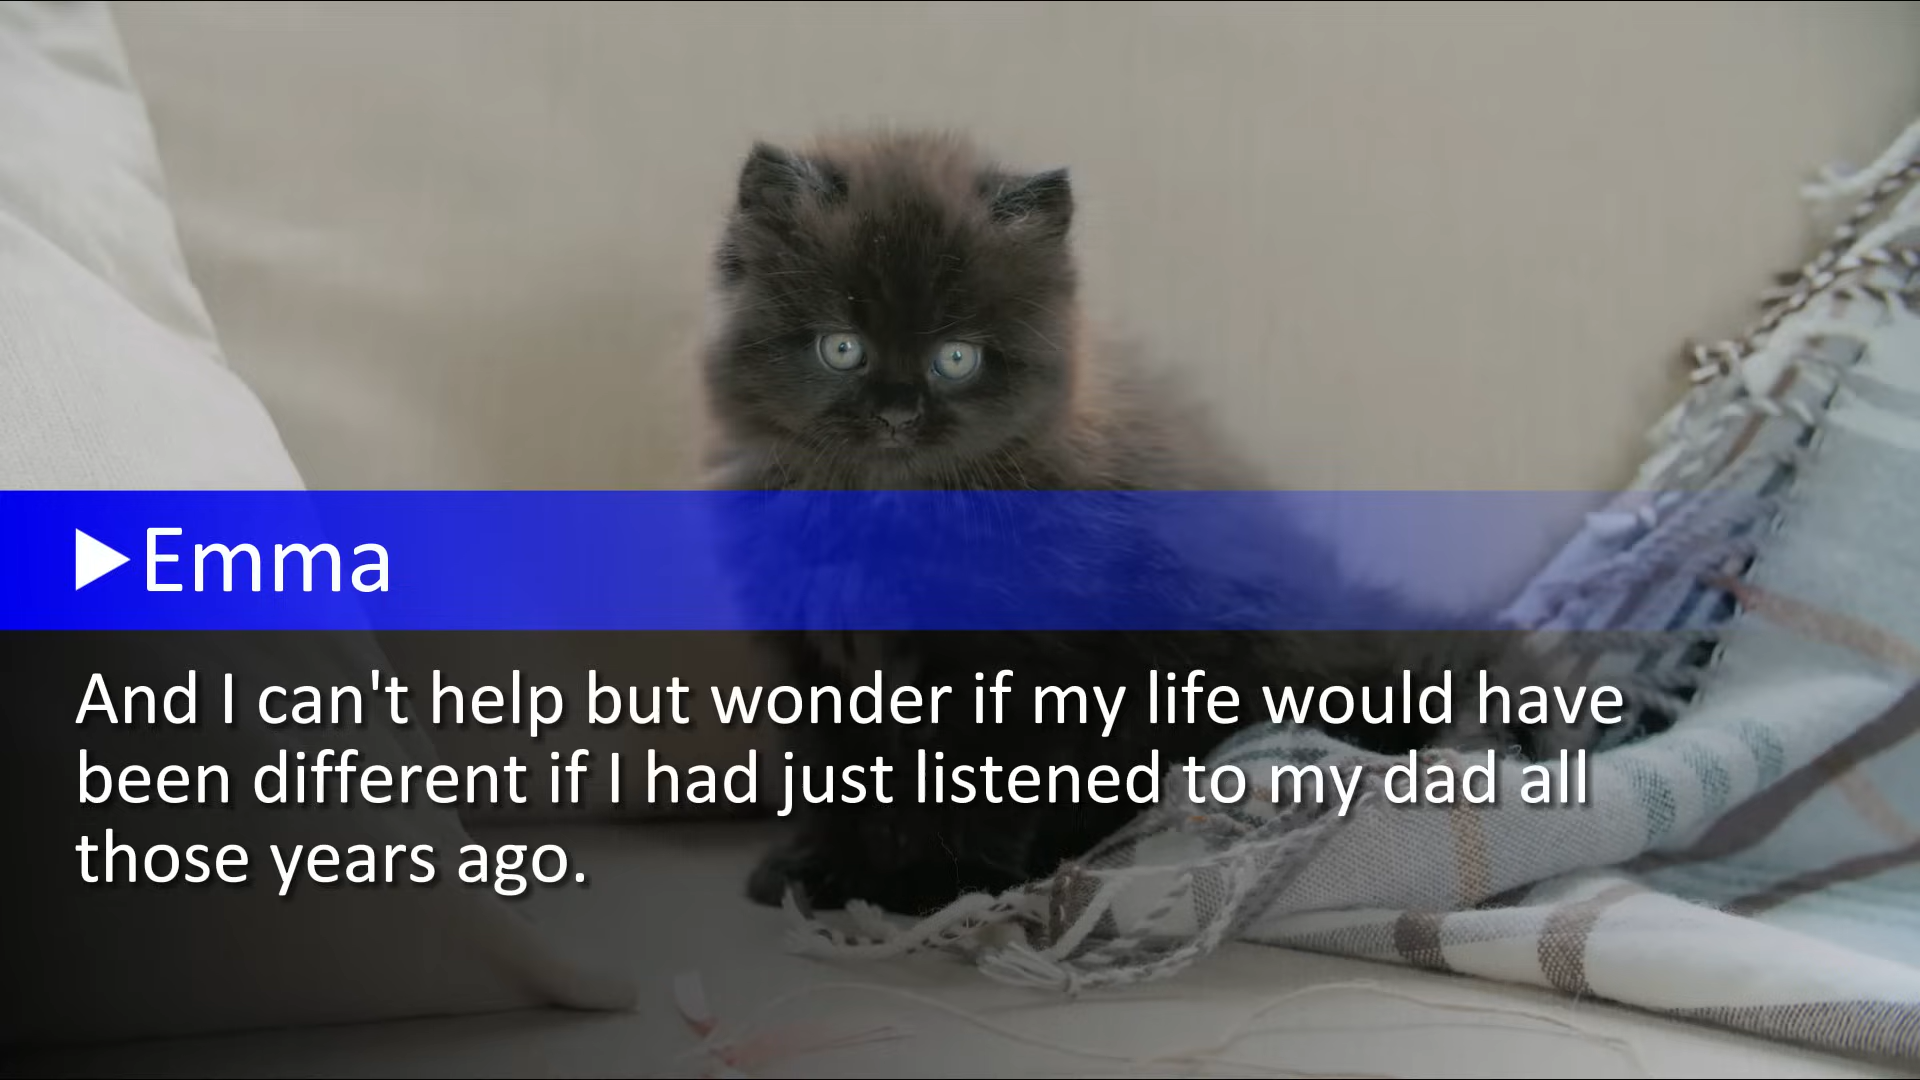 Emma
And I can't help but wonder if my life would have
been different if I had just listened to my dad all
those years ago.